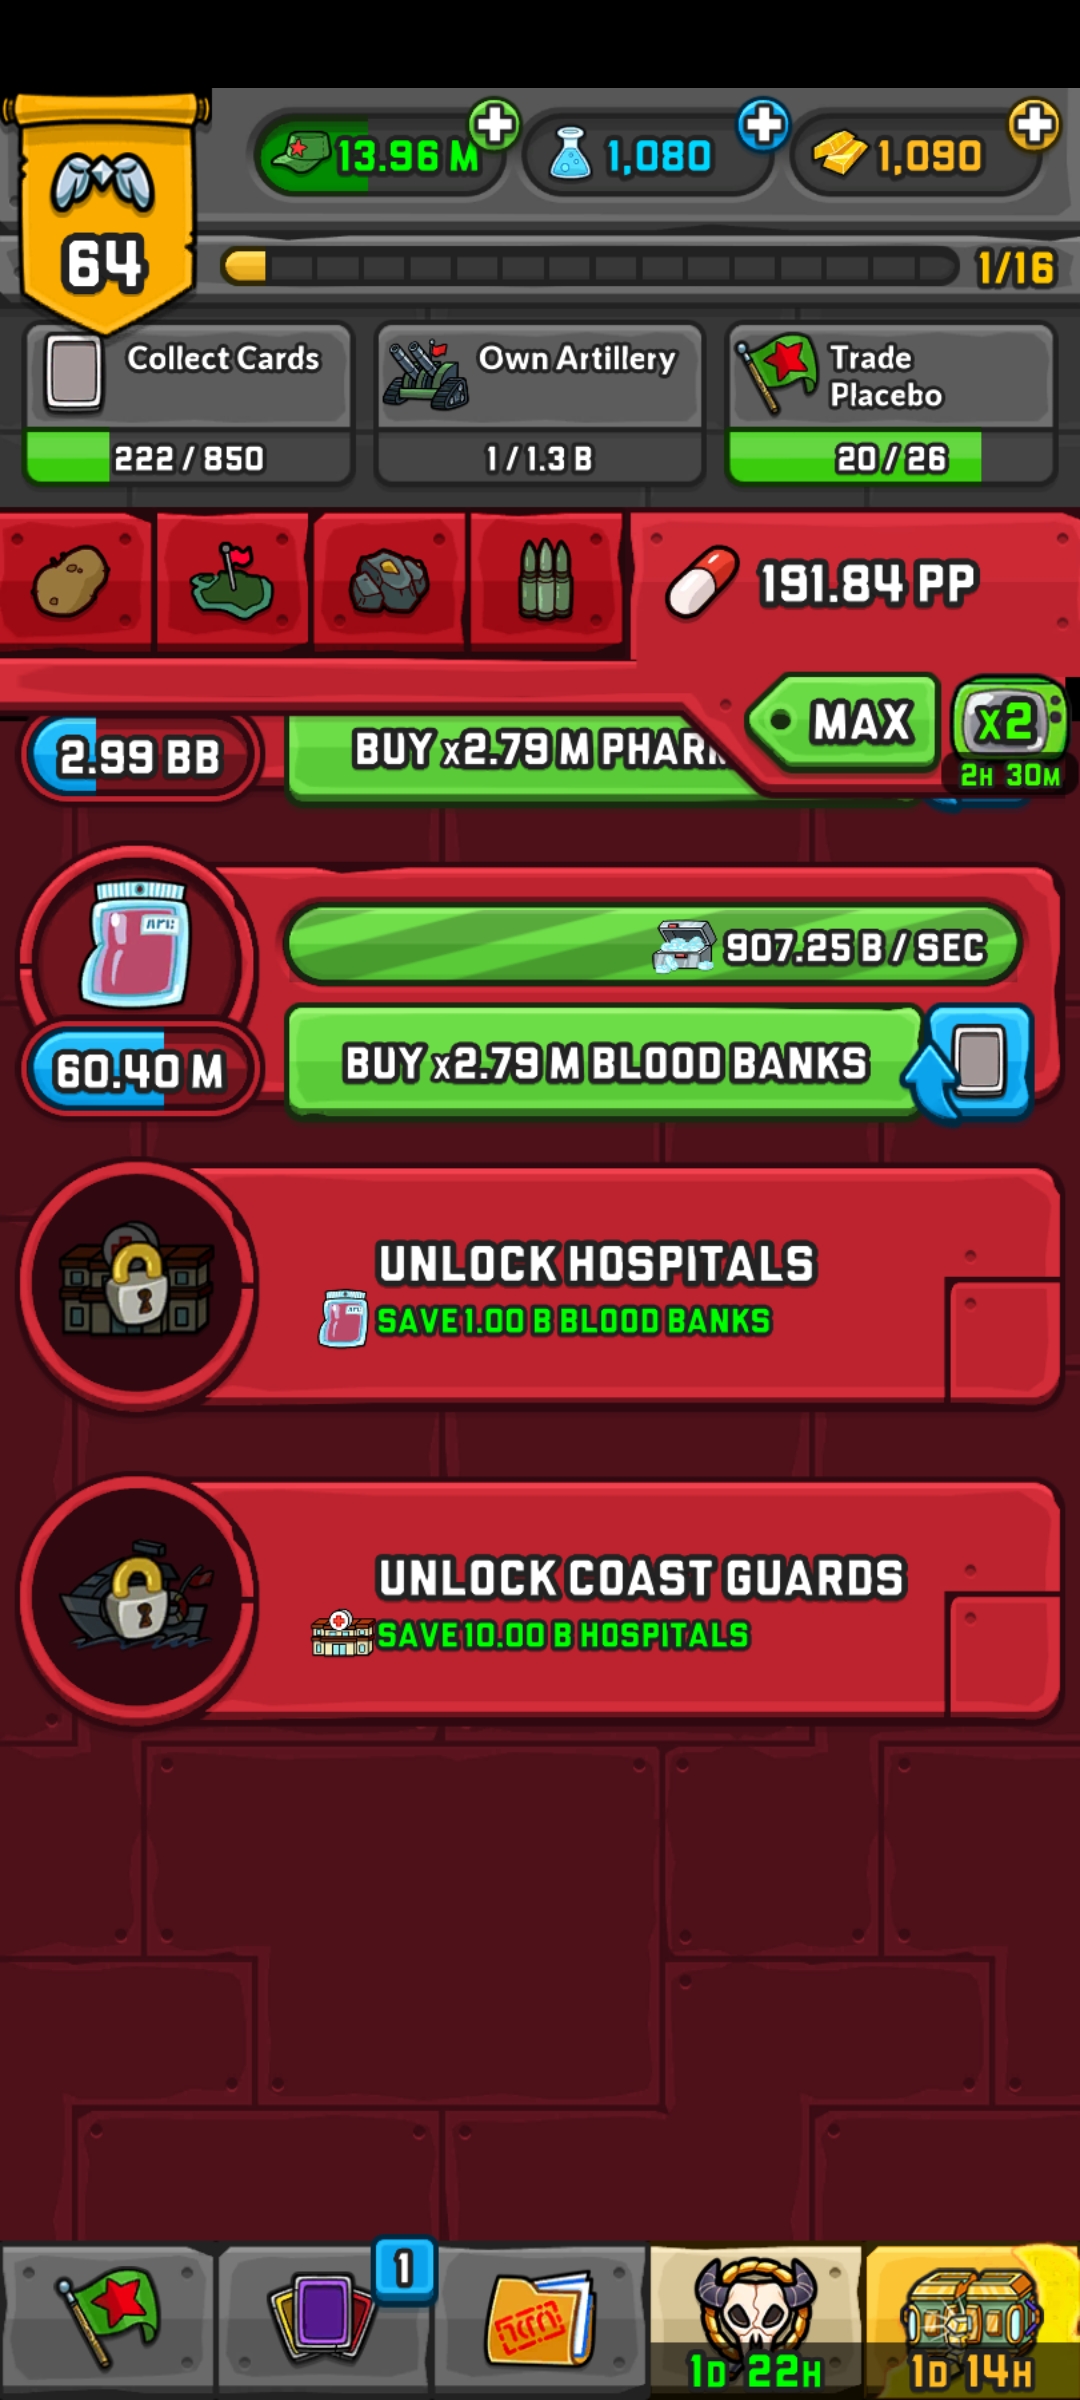 13.96 M
1,080
1,090
64
1/16
Collect Cards
222 / 850
Own Artillery
1 / 1.3 B
Trade
Placebo
20 / 26
191.84 PP
MAX
x2
2H 30M
2.99 BB
BUY x2.79 M
907.25 B / SEC
60.40 M
BUY x2.79 M BLOOD BANKS
UNLOCK HOSPITALS
SAVE 1.00 B BLOOD BANKS
UNLOCK COAST GUARDS
SAVE 10.00 B HOSPITALS
1
1D 22H
1D 14H